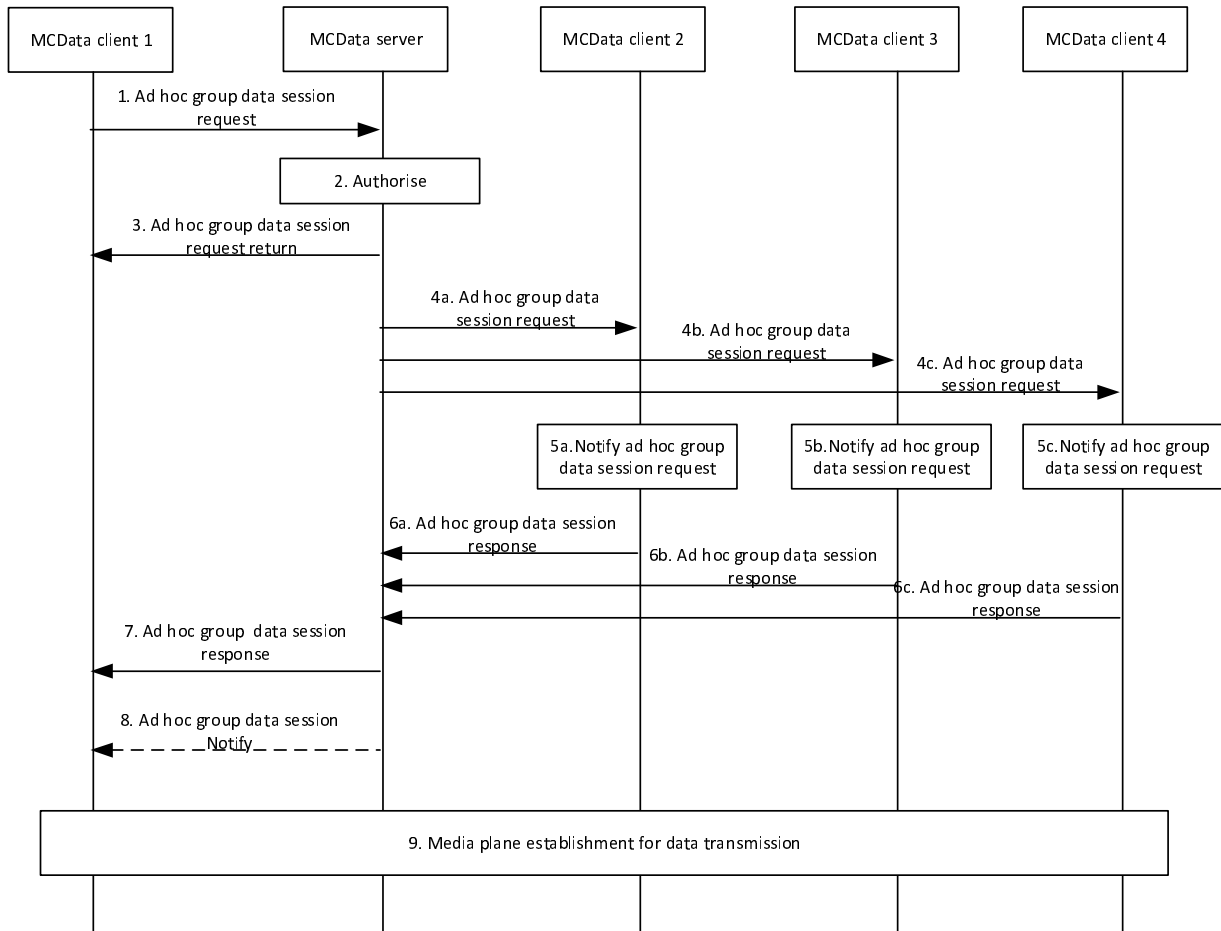 MCData client 1
MCData server
MCData client 2
MCData client 3
MCData client 4
1. Ad hoc group data session
request
2. Authorise
3. Ad hoc group data session
request return
4a. Ad hoc group data
session request
4b. Ad hoc group data
session request
4c. Ad hoc group data
session request
5a.Notify ad hoc group
data session request
5b.Notify ad hoc group
data session request
5c.Notify ad hoc group
data session request
6a. Ad hoc group data session
response
6b. Ad hoc group data session
response
6c. Ad hoc group data session
response
7. Ad hoc group data session
response
8. Ad hoc group data session
Notify
9. Media plane establishment for data transmission